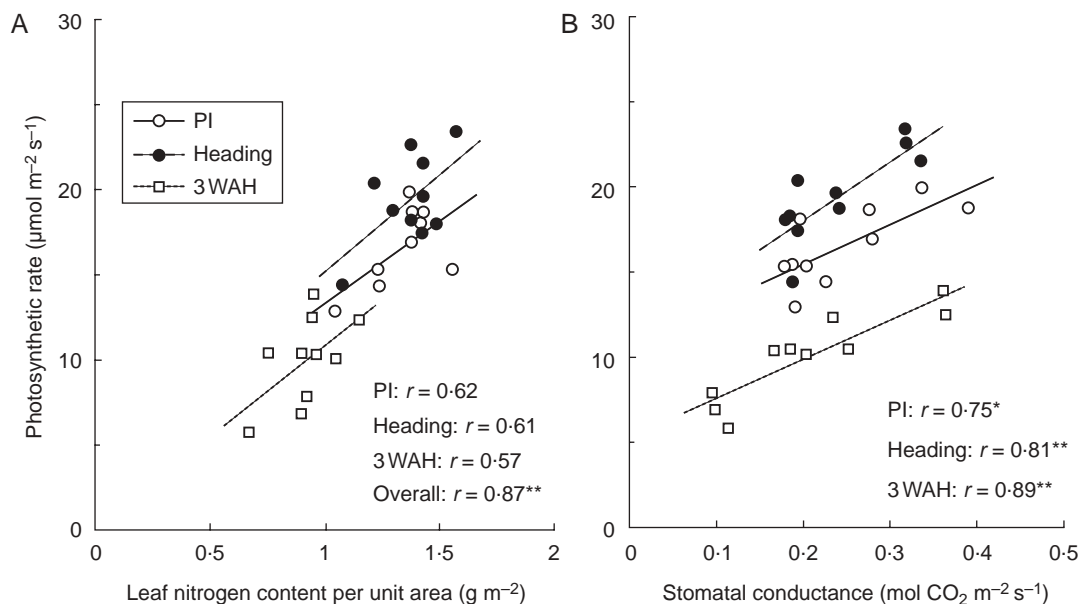 A
30
20
10
0
Photosynthetic rate (µmol m⁻² s⁻¹)
PI
Heading
3 WAH
PI: r = 0·62
Heading: r = 0·61
3 WAH: r = 0·57
Overall: r = 0·87**
0 0·5 1 1·5 2
Leaf nitrogen content per unit area (g m⁻²)
B
30
20
10
0
PI: r = 0·75*
Heading: r = 0·81**
3 WAH: r = 0·89**
0 0·1 0·2 0·3 0·4 0·5
Stomatal conductance (mol CO₂ m⁻² s⁻¹)